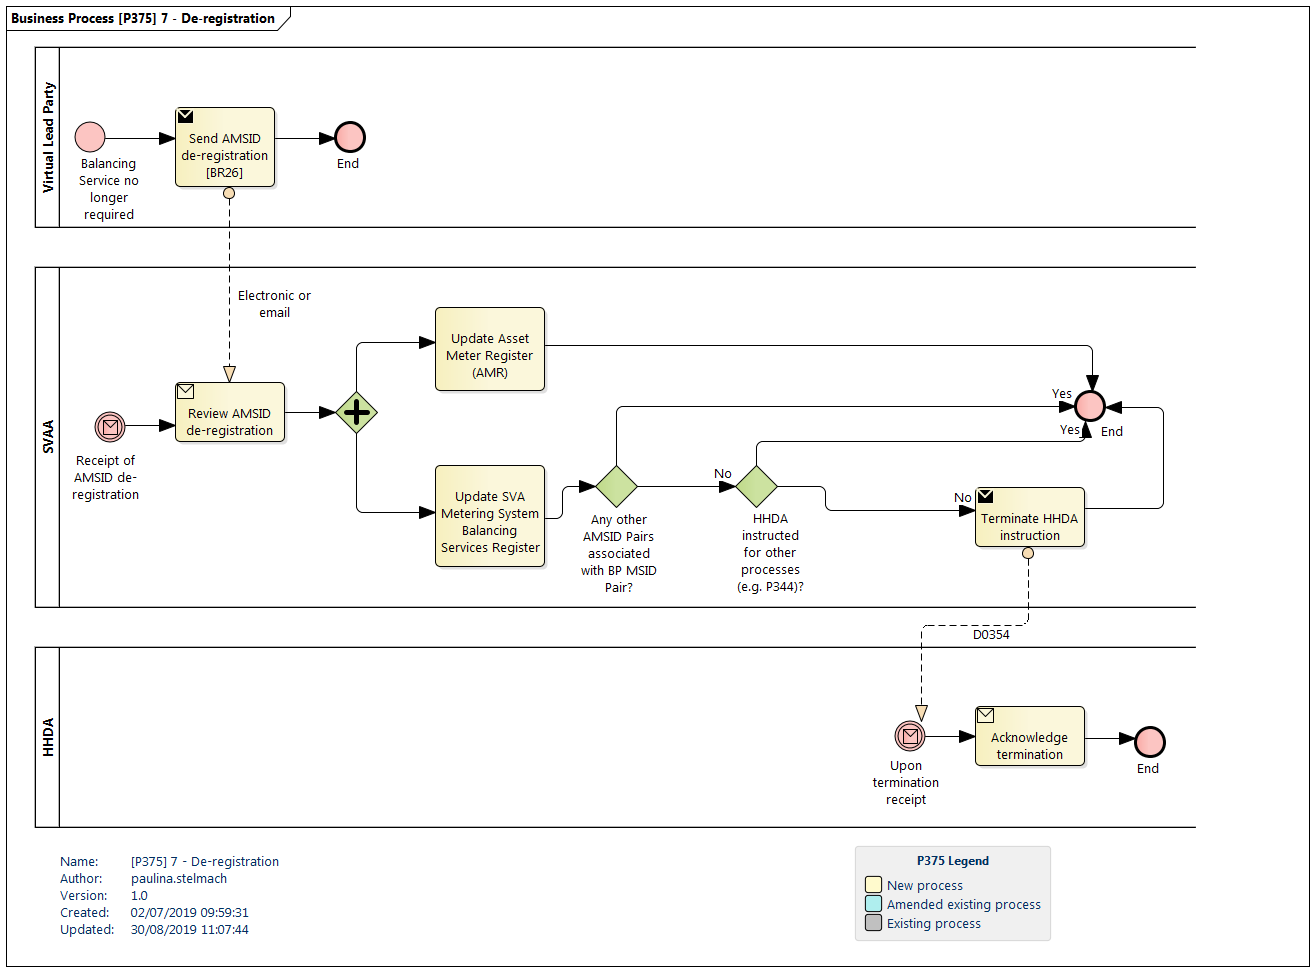 Business Process [P375] 7 - De-registration
Virtual Lead Party
Balancing
Service no
longer
required
Send AMSID
de-registration
[BR26]
End
Electronic or
email
SVAA
Receipt of
AMSID de-
registration
Review AMSID
de-registration
Update Asset
Meter Register
(AMR)
Update SVA
Metering System
Balancing
Services Register
Any other
AMSID Pairs
associated
with BP MSID
Pair?
No
HHDA
instructed
for other
processes
(e.g. P344)?
Yes
Yes
End
No
Terminate HHDA
instruction
D0354
HHDA
Upon
termination
receipt
Acknowledge
termination
End
Name: [P375] 7 - De-registration
Author: paulina.stelmach
Version: 1.0
Created: 02/07/2019 09:59:31
Updated: 30/08/2019 11:07:44
P375 Legend
New process
Amended existing process
Existing process